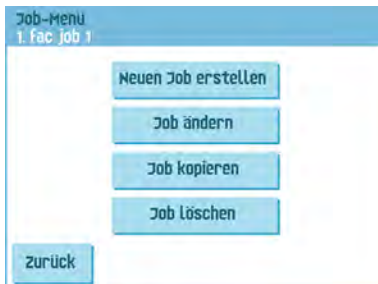 Job-Menü
1. Fac job 1
Neuen Job erstellen
Job ändern
Job kopieren
Job löschen
Zurück